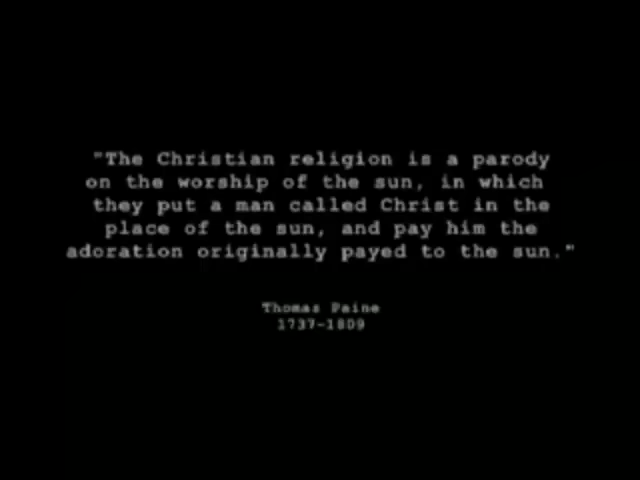 "The Christian religion is a parody
on the worship of the sun, in which
they put a man called Christ in the
place of the sun, and pay him the
adoration originally payed to the sun."
Thomas Paine
1737-1809